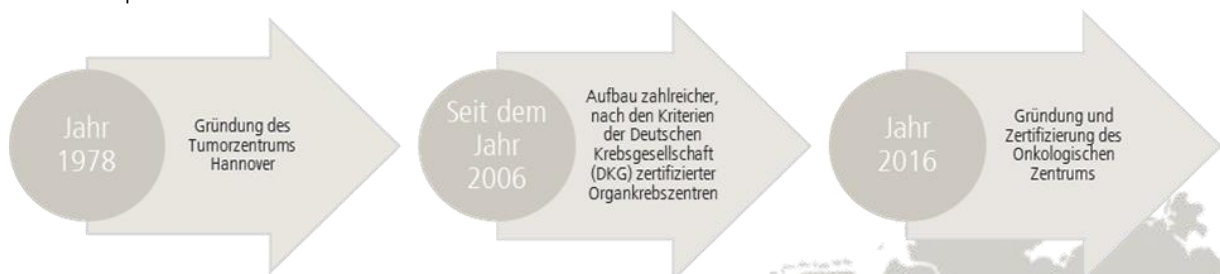 Jahr
1978
Gründung des
Tumorzentrums
Hannover
Seit dem
Jahr
2006
Aufbau zahlreicher,
nach den Kriterien
der Deutschen
Krebsgesellschaft
(DKG) zertifizierter
Organkrebszentren
Jahr
2016
Gründung und
Zertifizierung des
Onkologischen
Zentrums